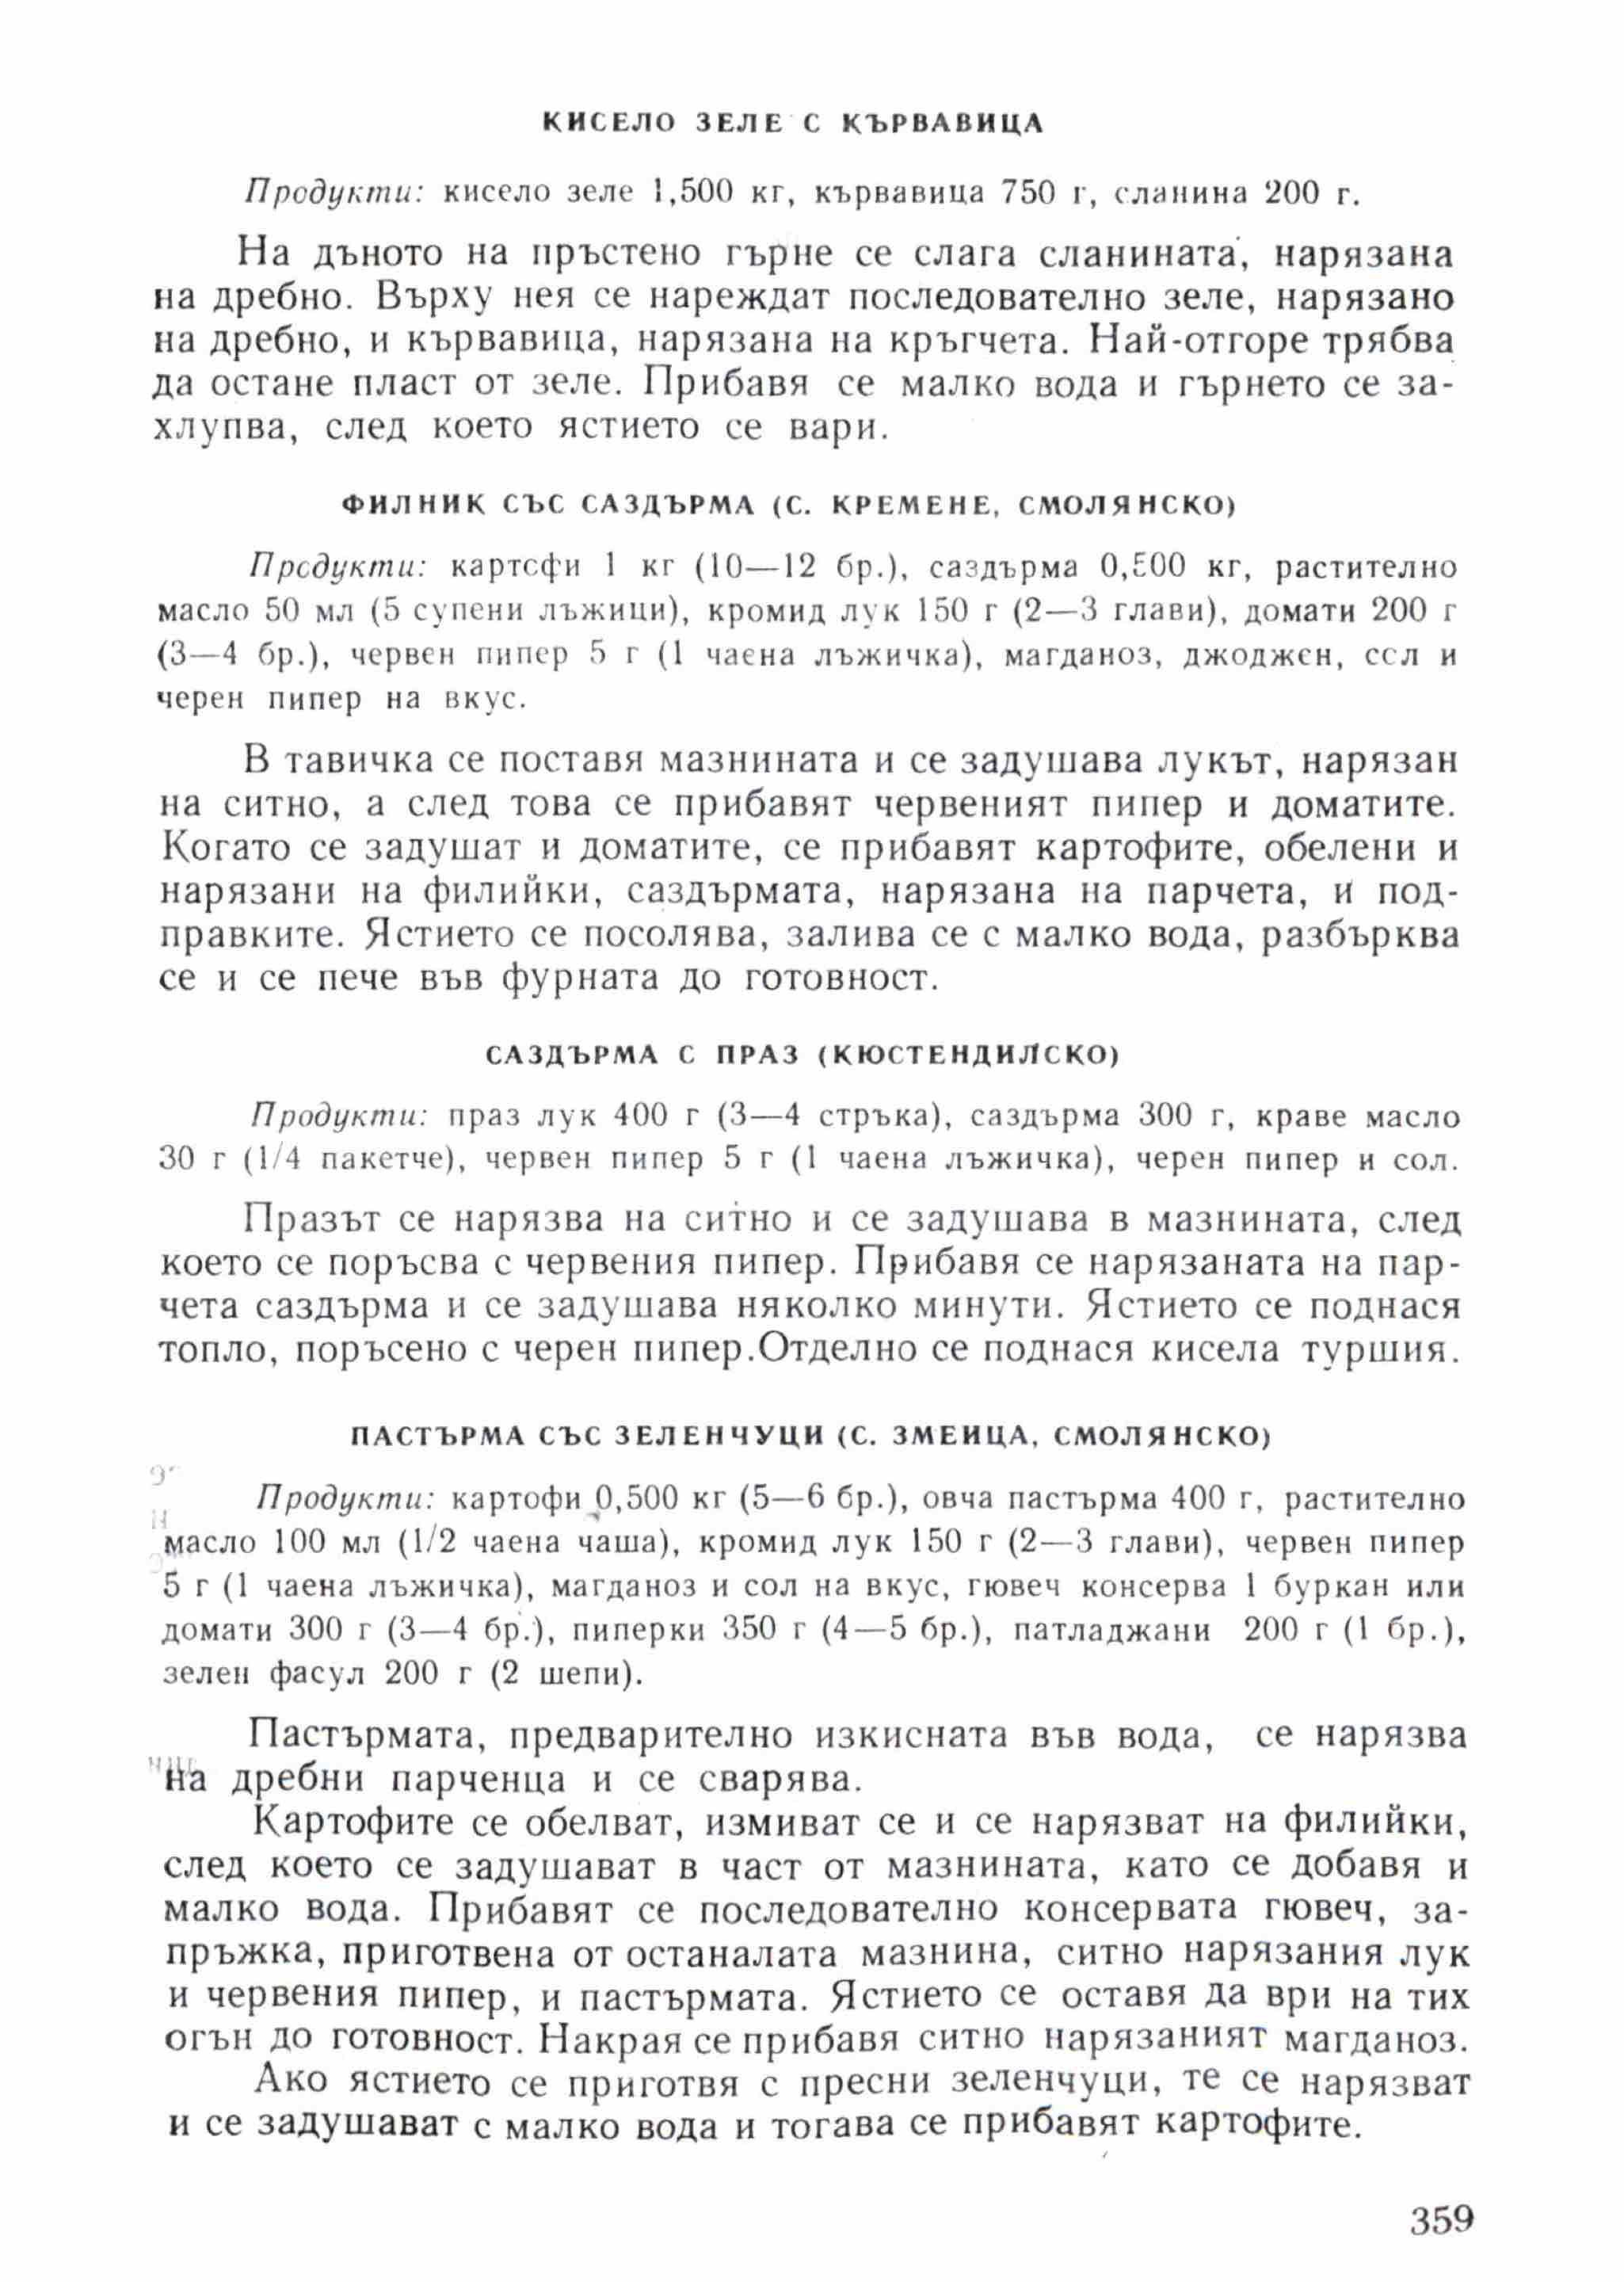 КИСЕЛО ЗЕЛЕ С КЪРВАВИЦА
Продукти: кисело зеле 1,500 кг, кървавица 750 г, сланина 200 г.
На дъното на пръстено гърне се слага сланината, нарязана
на дребно. Върху нея се нареждат последователно зеле, нарязано
на дребно, и кървавица, нарязана на кръгчета. Най-отгоре трябва
да остане пласт от зеле. Прибавя се малко вода и гърнето се за-
хлупва, след което ястието се вари.
ФИЛНИК СЪС САЗДЪРМА (С. КРЕМЕНЕ, СМОЛЯНСКО)
Продукти: картофи 1 кг (10—12 бр.), саздърма 0,500 кг, растително
масло 50 мл (5 супени лъжици), кромид лук 150 г (2—3 глави), домати 200 г
(3—4 бр.), червен пипер 5 г (1 чаена лъжичка), магданоз, джоджен, сол и
черен пипер на вкус.
В тавичка се поставя мазнината и се задушава лукът, нарязан
на ситно, а след това се прибавят червеният пипер и доматите.
Когато се задушат и доматите, се прибавят картофите, обелени и
нарязани на филийки, саздърмата, нарязана на парчета, и под-
правките. Ястието се посолява, залива се с малко вода, разбърква
се и се пече във фурната до готовност.
САЗДЪРМА С ПРАЗ (КЮСТЕНДИЛСКО)
Продукти: праз лук 400 г (3—4 стръка), саздърма 300 г, краве масло
30 г (1/4 пакетче), червен пипер 5 г (1 чаена лъжичка), черен пипер и сол.
Празът се нарязва на ситно и се задушава в мазнината, след
което се поръсва с червения пипер. Прибавя се нарязаната на пар-
чета саздърма и се задушава няколко минути. Ястието се поднася
топло, поръсено с черен пипер.Отделно се поднася кисела туршия.
ПАСТЪРМА СЪС ЗЕЛЕНЧУЦИ (С. ЗМЕИЦА, СМОЛЯНСКО)
Продукти: картофи 0,500 кг (5—6 бр.), овча пастърма 400 г, растително
масло 100 мл (1/2 чаена чаша), кромид лук 150 г (2—3 глави), червен пипер
5 г (1 чаена лъжичка), магданоз и сол на вкус, гювеч консерва 1 буркан или
домати 300 г (3—4 бр.), пиперки 350 г (4—5 бр.), патладжани 200 г (1 бр.),
зелен фасул 200 г (2 шепи).
Пастърмата, предварително изкисната във вода, се нарязва
на дребни парченца и се сварява.
Картофите се обелват, измиват се и се нарязват на филийки,
след което се задушават в част от мазнината, като се добавя и
малко вода. Прибавят се последователно консервата гювеч, за-
пръжка, приготвена от останалата мазнина, ситно нарязания лук
и червения пипер, и пастърмата. Ястието се оставя да ври на тих
огън до готовност. Накрая се прибавя ситно нарязаният магданоз.
Ако ястието се приготвя с пресни зеленчуци, те се нарязват
и се задушават с малко вода и тогава се прибавят картофите.
359